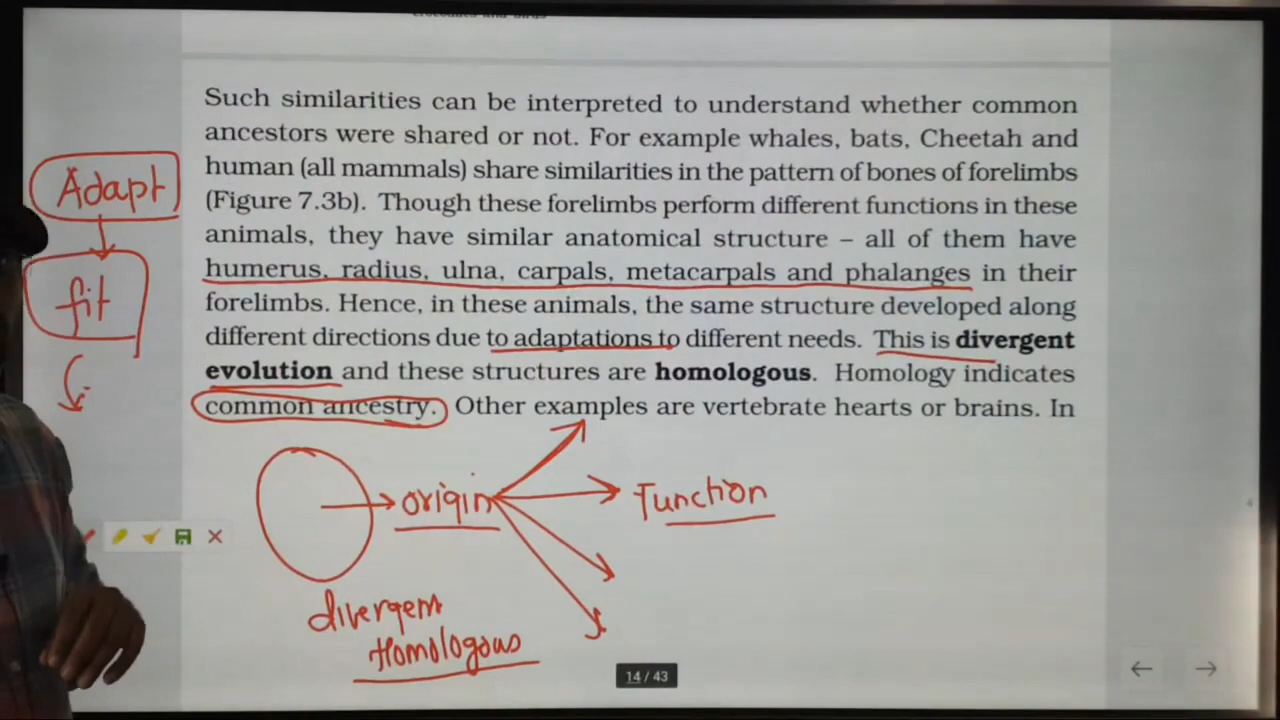 Such similarities can be interpreted to understand whether common
ancestors were shared or not. For example whales, bats, Cheetah and
human (all mammals) share similarities in the pattern of bones of forelimbs
(Figure 7.3b). Though these forelimbs perform different functions in these
animals, they have similar anatomical structure – all of them have
humerus, radius, ulna, carpals, metacarpals and phalanges in their
forelimbs. Hence, in these animals, the same structure developed along
different directions due to adaptations to different needs. This is divergent
evolution and these structures are homologous. Homology indicates
common ancestry. Other examples are vertebrate hearts or brains. In
Adapt
fit
origin
Function
divergent
Homologous
14 / 43